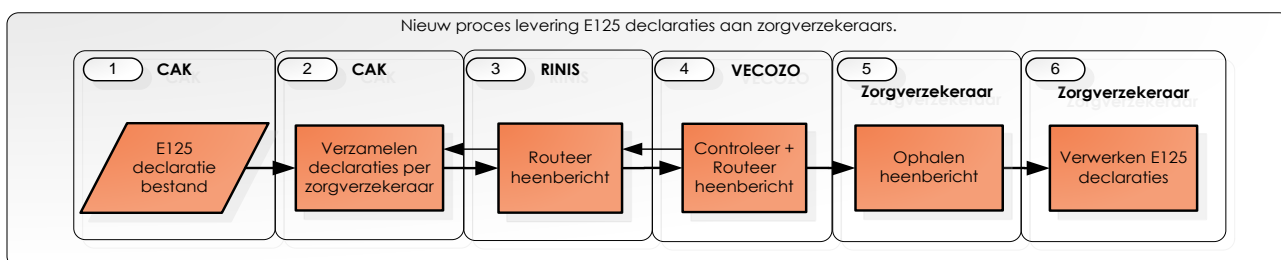 Nieuw proces levering E125 declaraties aan zorgverzekeraars.
1 CAK
E125
declaratie
bestand
2 CAK
Verzamelen
declaraties per
zorgverzekeraar
3 RINIS
Routeer
heenbericht
4 VECOZO
Controleer +
Routeer
heenbericht
5
Zorgverzekeraar
Ophalen
heenbericht
6
Zorgverzekeraar
Verwerken E125
declaraties